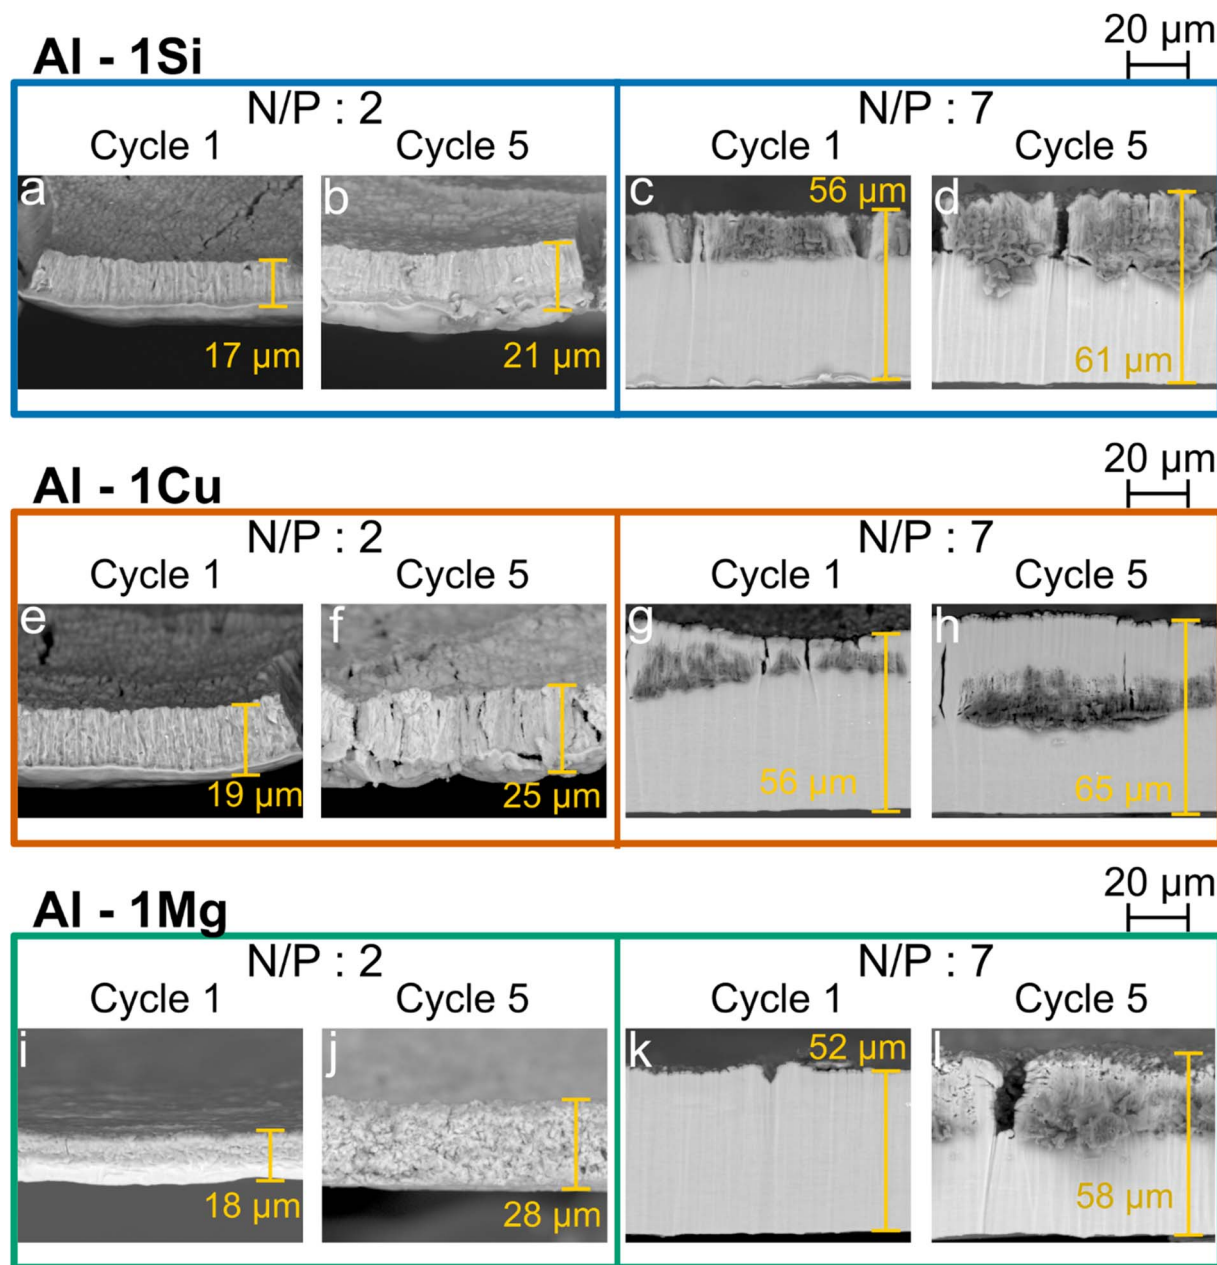 20 µm
Al - 1Si
N/P : 2
N/P : 7
Cycle 1
Cycle 5
Cycle 1
Cycle 5
a
b
c
56 µm
d
17 µm
21 µm
61 µm
20 µm
Al - 1Cu
N/P : 2
N/P : 7
Cycle 1
Cycle 5
Cycle 1
Cycle 5
e
f
g
h
19 µm
25 µm
56 µm
65 µm
20 µm
Al - 1Mg
N/P : 2
N/P : 7
Cycle 1
Cycle 5
Cycle 1
Cycle 5
i
j
k
52 µm
l
18 µm
28 µm
58 µm